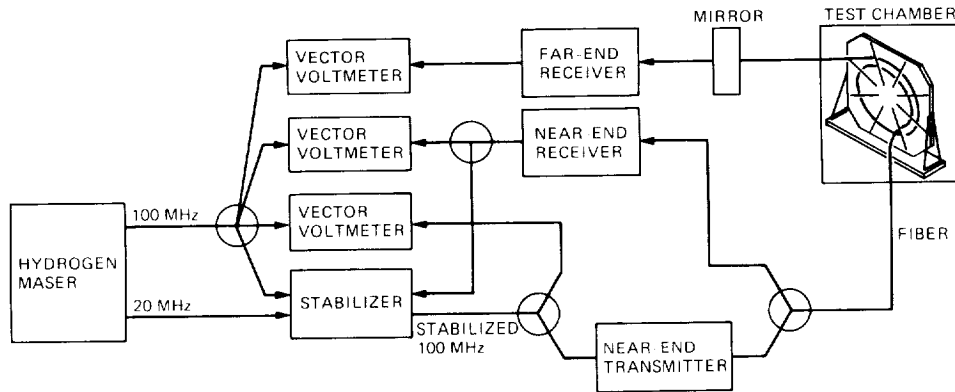 MIRROR
TEST CHAMBER
VECTOR
VOLTMETER
FAR-END
RECEIVER
VECTOR
VOLTMETER
NEAR-END
RECEIVER
100 MHz
VECTOR
VOLTMETER
FIBER
HYDROGEN
MASER
20 MHz
STABILIZER
STABILIZED
100 MHz
NEAR-END
TRANSMITTER